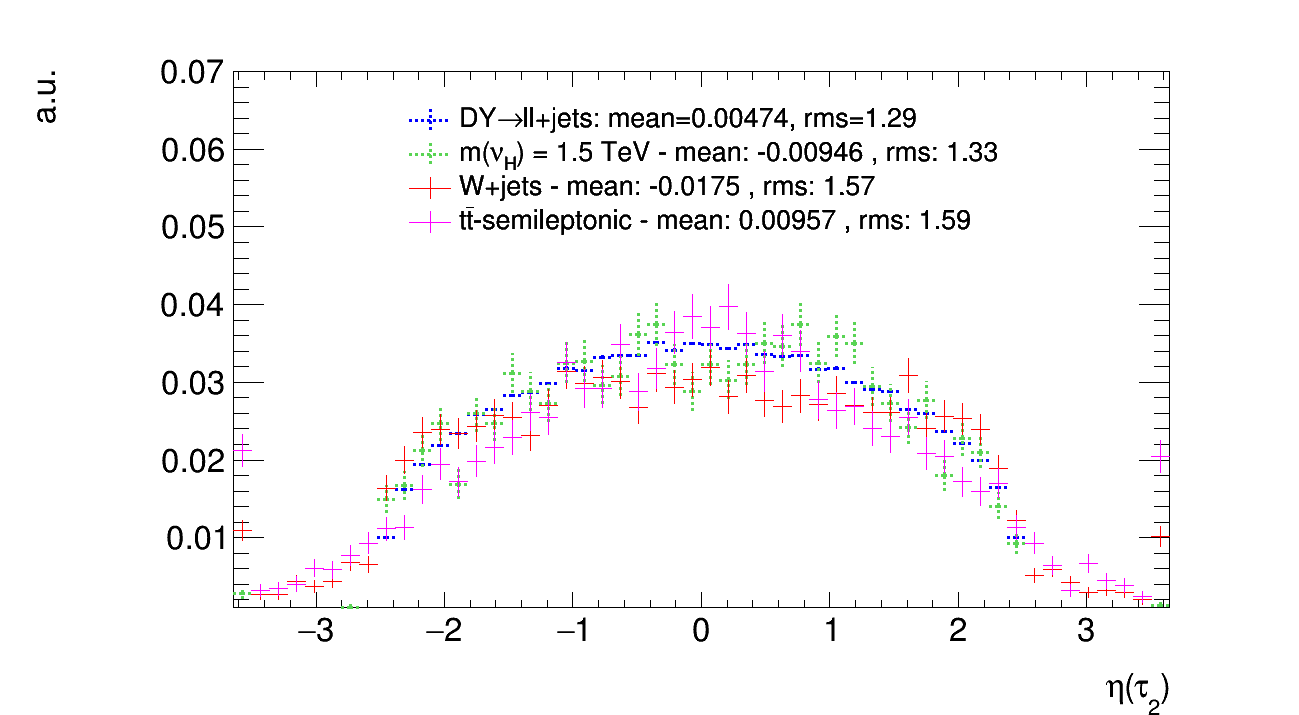 a.u.
0.07
0.06
0.05
0.04
0.03
0.02
0.01
DY→ll+jets: mean=0.00474, rms=1.29
m(ν_H) = 1.5 TeV - mean: -0.00946 , rms: 1.33
W+jets - mean: -0.0175 , rms: 1.57
tt̄-semileptonic - mean: 0.00957 , rms: 1.59
−3 −2 −1 0 1 2 3
η(τ_2)